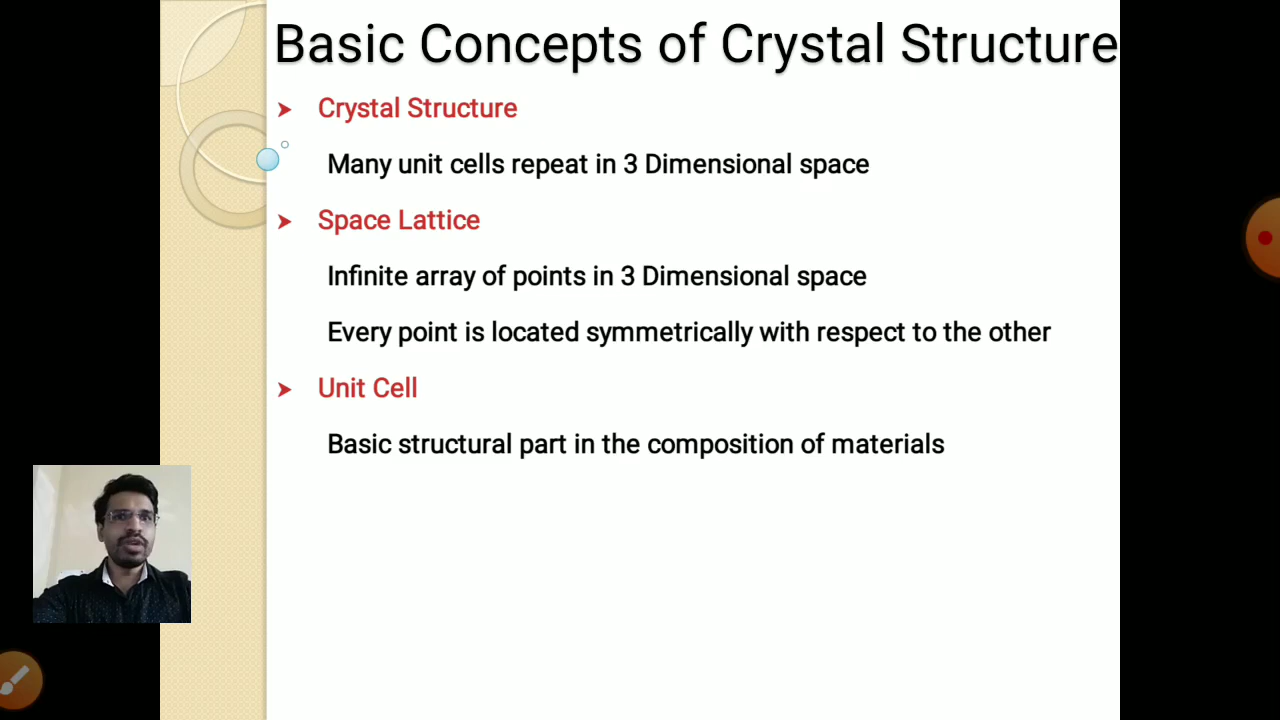 Basic Concepts of Crystal Structure
Crystal Structure
Many unit cells repeat in 3 Dimensional space
Space Lattice
Infinite array of points in 3 Dimensional space
Every point is located symmetrically with respect to the other
Unit Cell
Basic structural part in the composition of materials